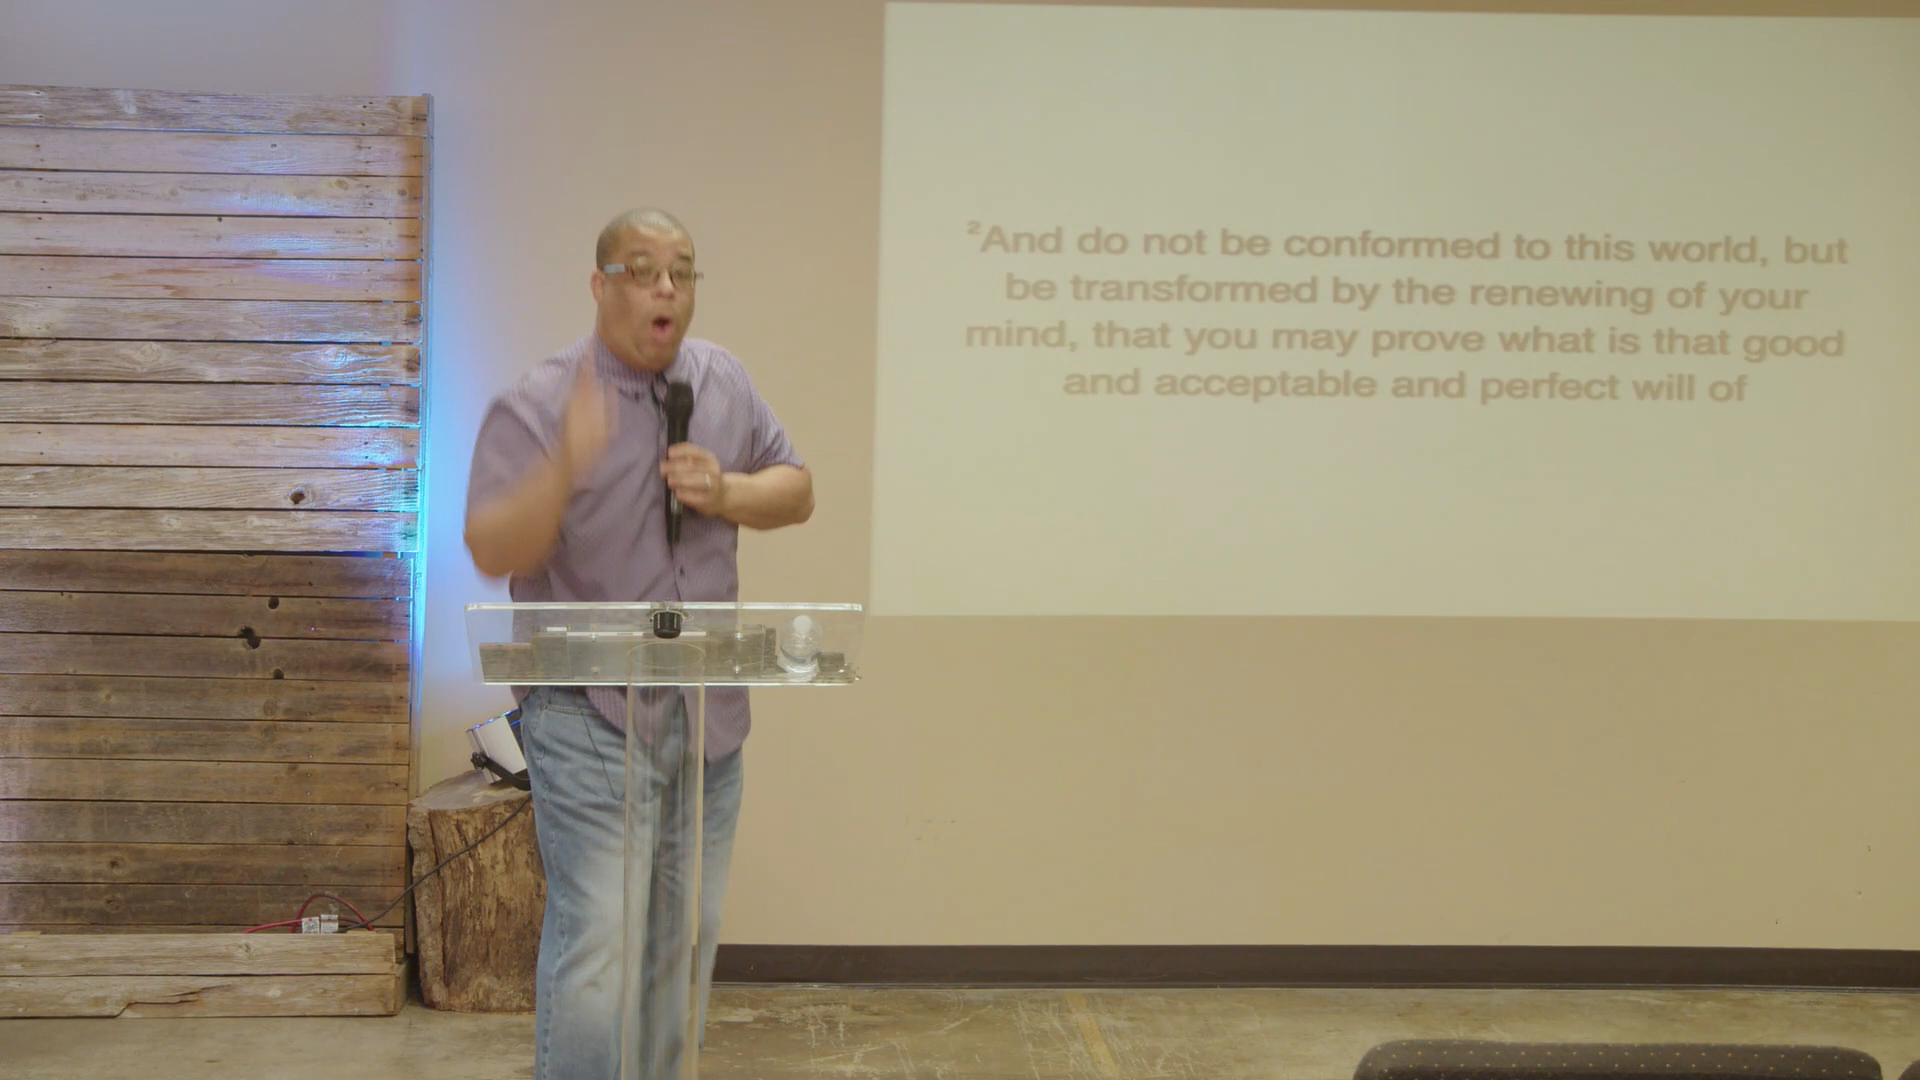 ²And do not be conformed to this world, but
be transformed by the renewing of your
mind, that you may prove what is that good
and acceptable and perfect will of